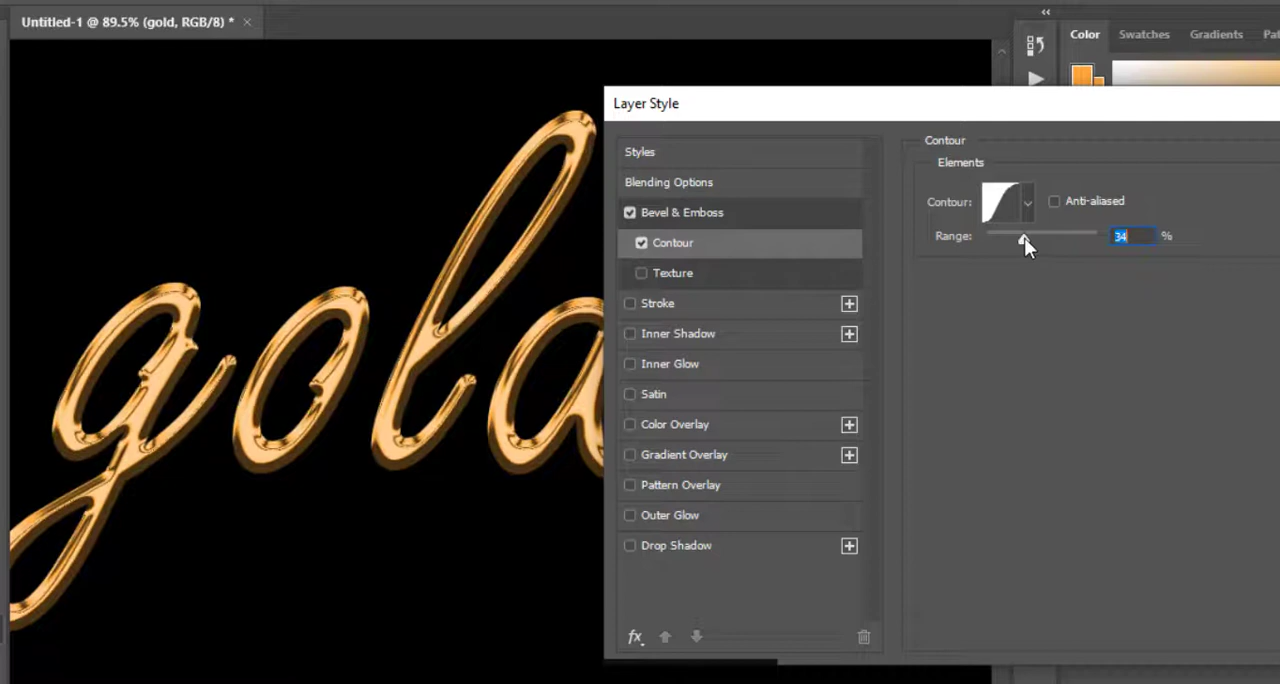 Untitled-1 @ 89.5% (gold, RGB/8) *
Color Swatches Gradients
Layer Style
Styles
Blending Options
Bevel & Emboss
Contour
Texture
Stroke
Inner Shadow
Inner Glow
Satin
Color Overlay
Gradient Overlay
Pattern Overlay
Outer Glow
Drop Shadow
fx
Contour
Elements
Contour: Anti-aliased
Range: 34 %
gold